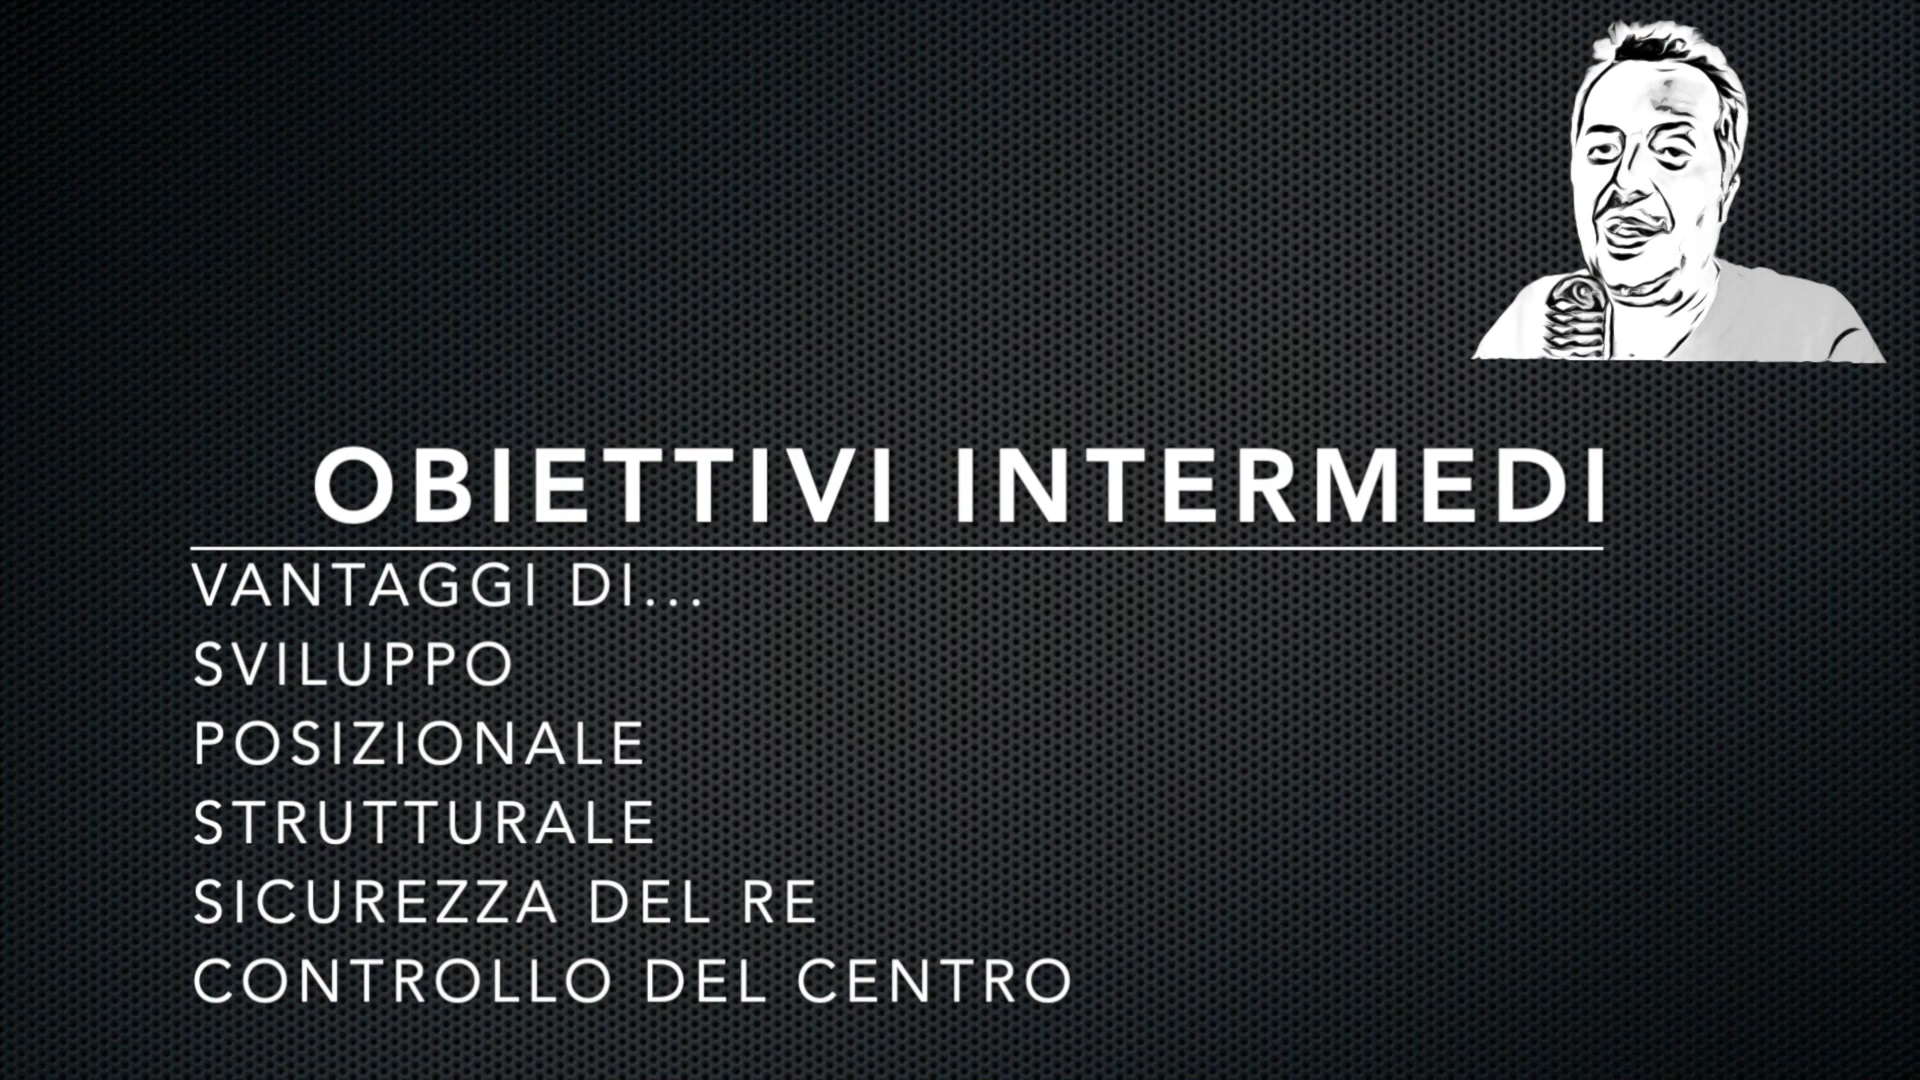 OBIETTIVI INTERMEDI
VANTAGGI DI...
SVILUPPO
POSIZIONALE
STRUTTURALE
SICUREZZA DEL RE
CONTROLLO DEL CENTRO